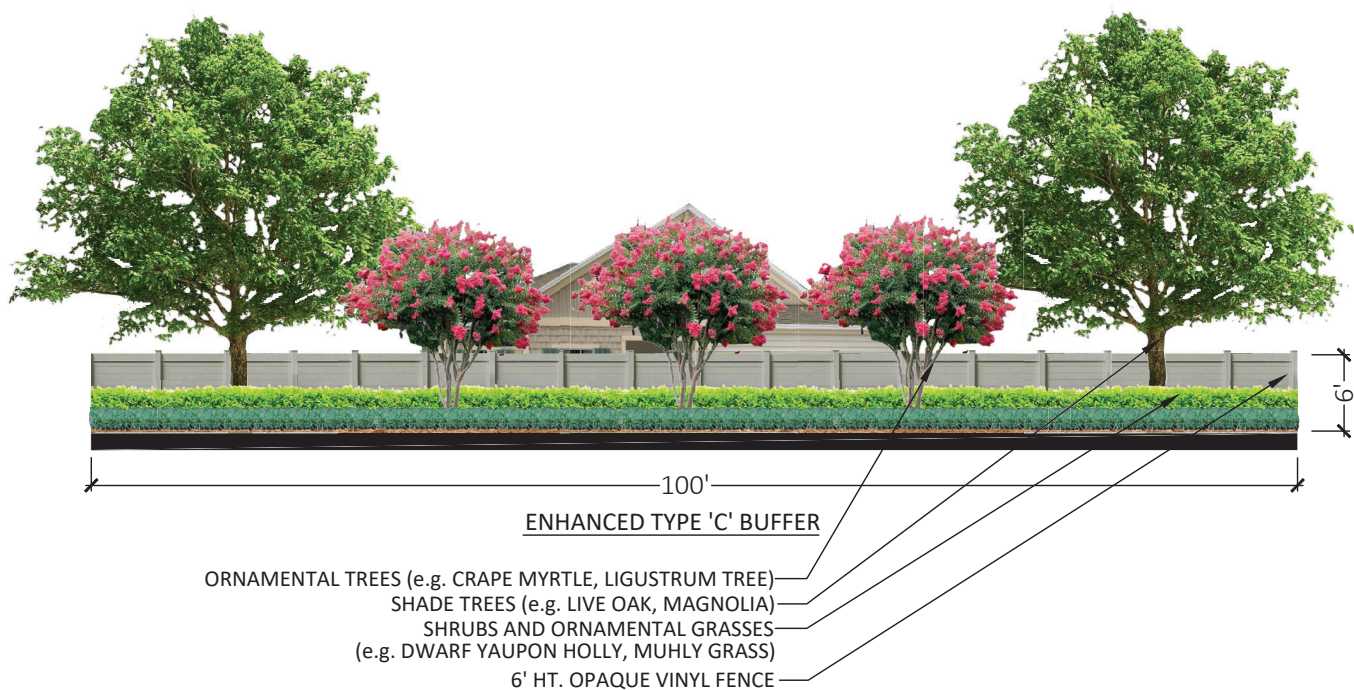 6'
100'
ENHANCED TYPE 'C' BUFFER
ORNAMENTAL TREES (e.g. CRAPE MYRTLE, LIGUSTRUM TREE)
SHADE TREES (e.g. LIVE OAK, MAGNOLIA)
SHRUBS AND ORNAMENTAL GRASSES
(e.g. DWARF YAUPON HOLLY, MUHLY GRASS)
6' HT. OPAQUE VINYL FENCE